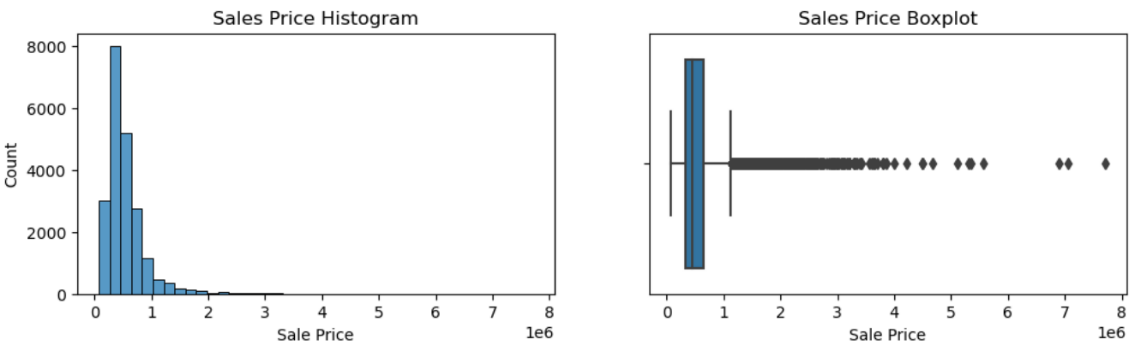 Sales Price Histogram
8000
6000
4000
2000
0
Count
0 1 2 3 4 5 6 7 8
1e6
Sale Price
Sales Price Boxplot
0 1 2 3 4 5 6 7 8
1e6
Sale Price